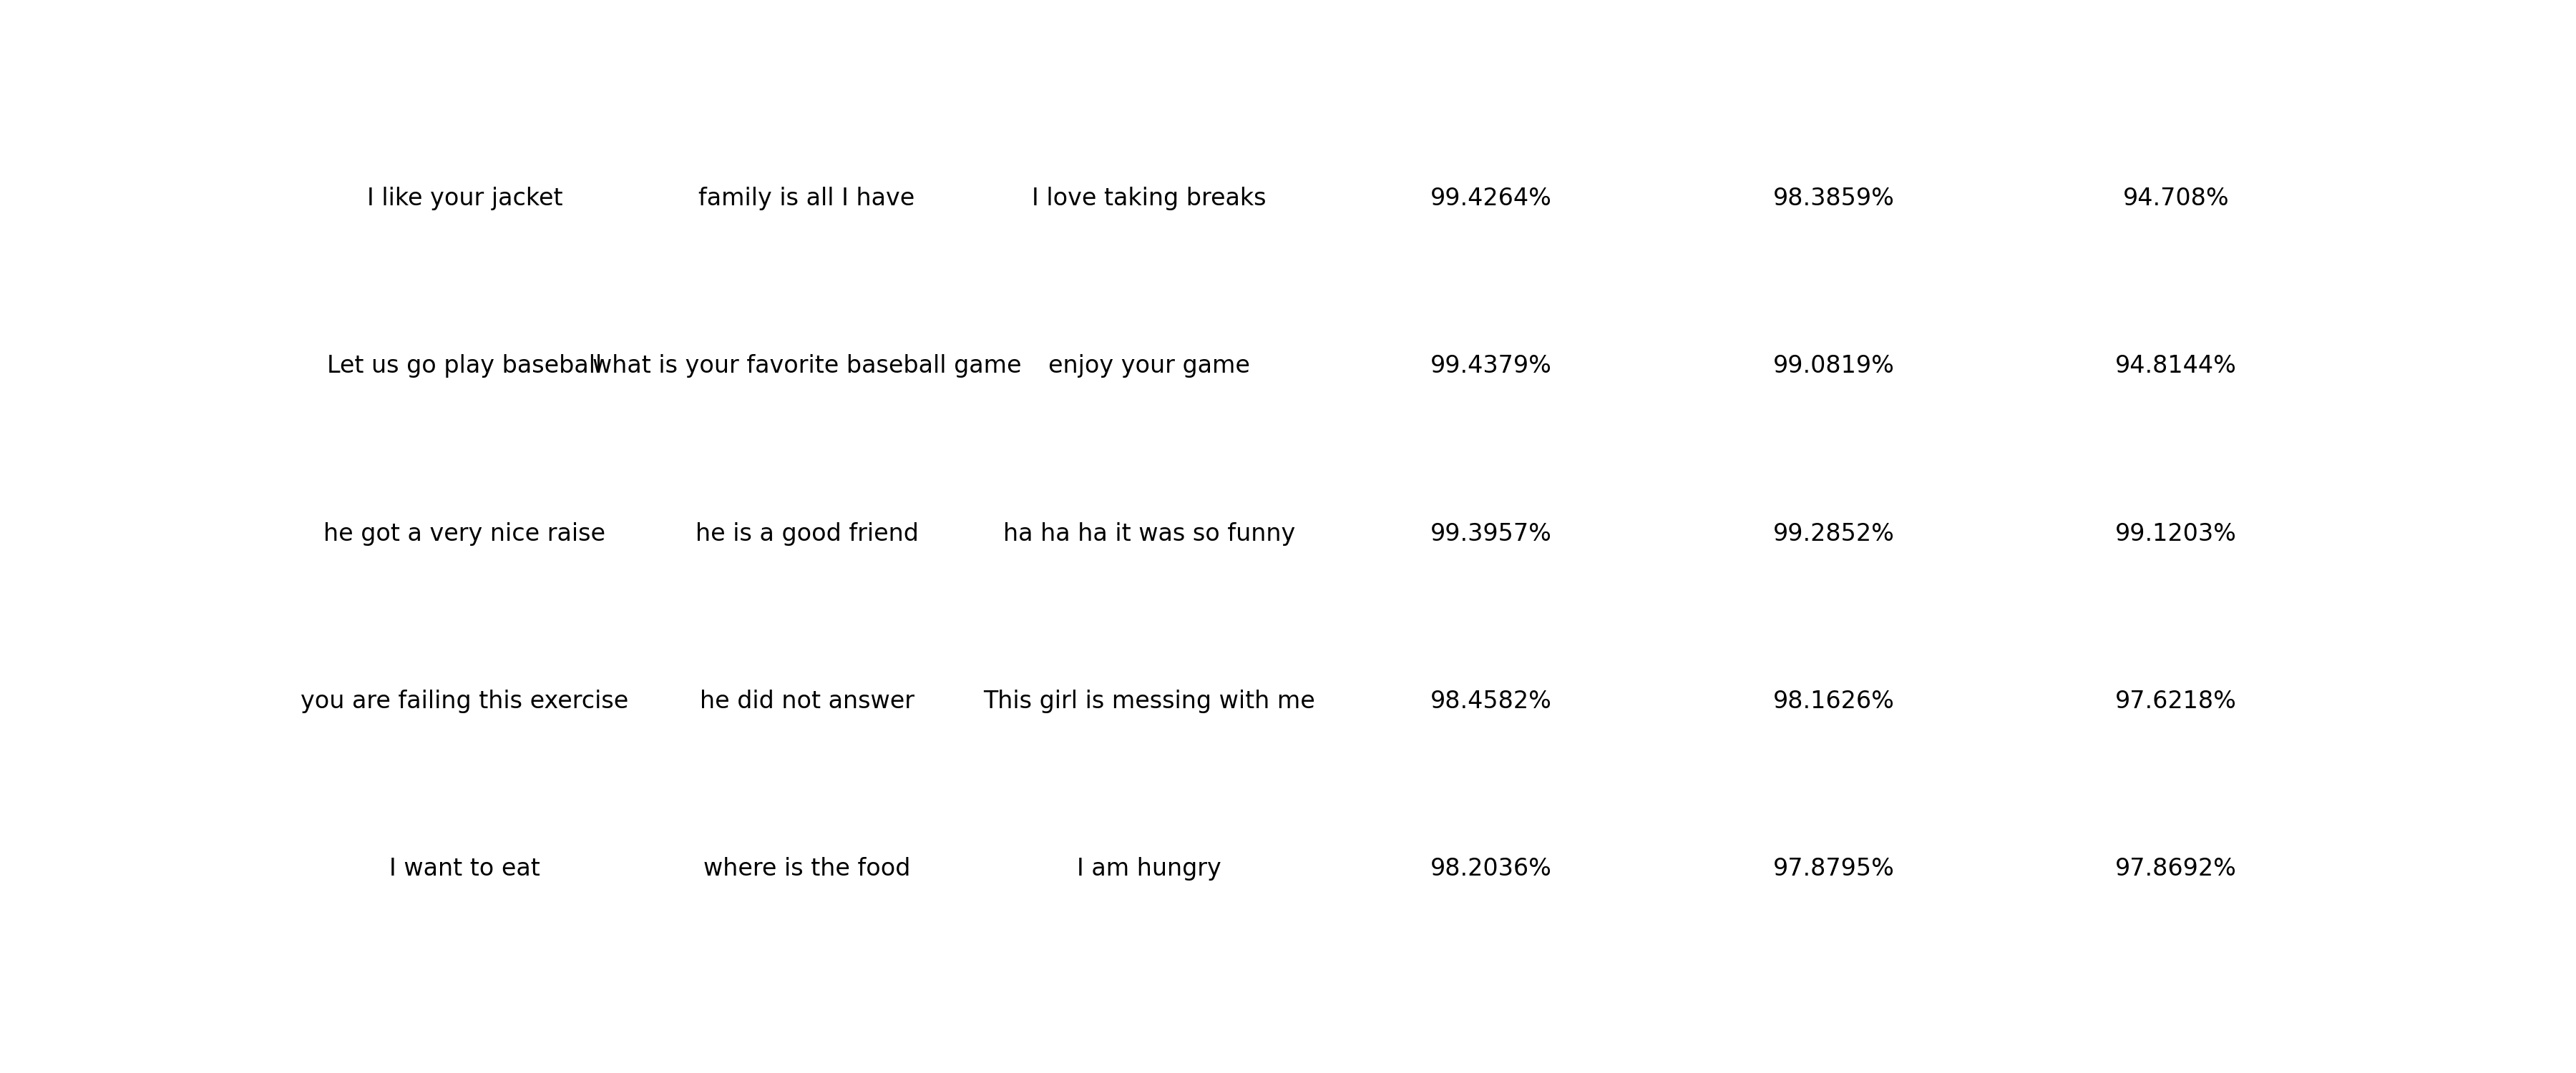 I like your jacket family is all I have I love taking breaks 99.4264% 98.3859% 94.708%
Let us go play baseball what is your favorite baseball game enjoy your game 99.4379% 99.0819% 94.8144%
he got a very nice raise he is a good friend ha ha ha it was so funny 99.3957% 99.2852% 99.1203%
you are failing this exercise he did not answer This girl is messing with me 98.4582% 98.1626% 97.6218%
I want to eat where is the food I am hungry 98.2036% 97.8795% 97.8692%